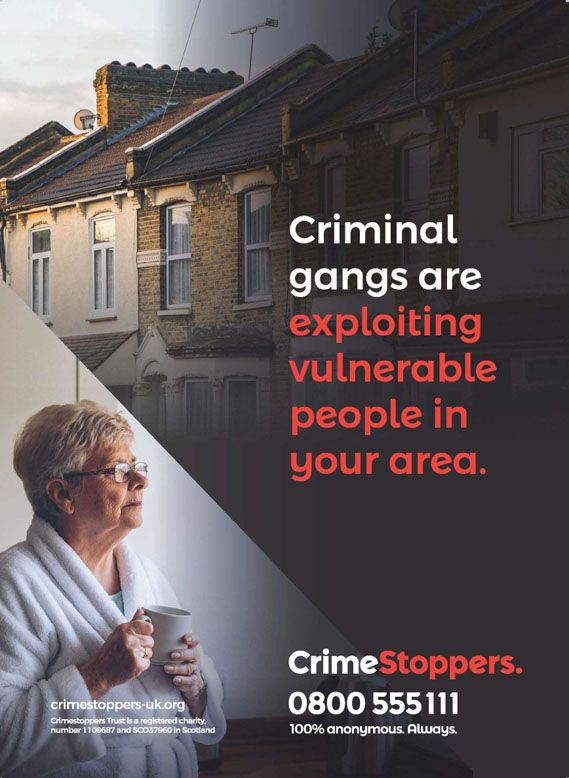 Criminal
gangs are
exploiting
vulnerable
people in
your area.
CrimeStoppers.
0800 555 111
100% anonymous. Always.
crimestoppers-uk.org
Crimestoppers Trust is a registered charity,
number 1108687 and SCO37960 in Scotland